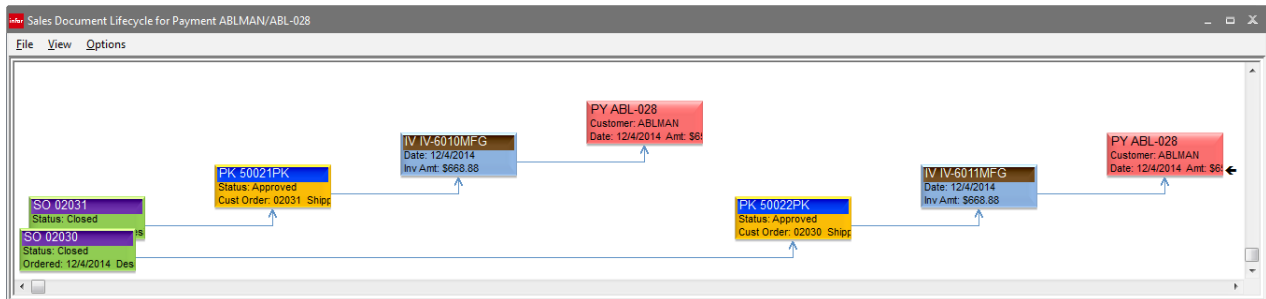 infor Sales Document Lifecycle for Payment ABLMAN/ABL-028
File View Options
PY ABL-028
Customer: ABLMAN
Date: 12/4/2014 Amt: $6
IV IV-6010MFG
Date: 12/4/2014
Inv Amt: $668.88
PK 50021PK
Status: Approved
Cust Order: 02031 Shipp
SO 02031
Status: Closed
SO 02030
Status: Closed
Ordered: 12/4/2014 Des
PY ABL-028
Customer: ABLMAN
Date: 12/4/2014 Amt: $6
IV IV-6011MFG
Date: 12/4/2014
Inv Amt: $668.88
PK 50022PK
Status: Approved
Cust Order: 02030 Shipp